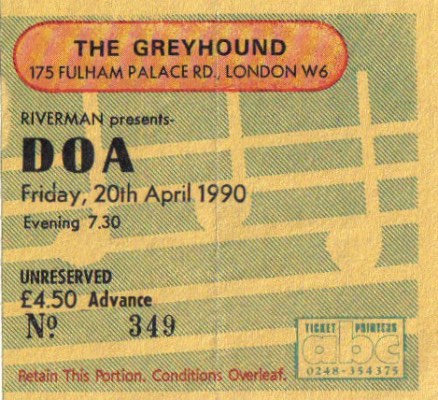 THE GREYHOUND
175 FULHAM PALACE RD., LONDON W6
RIVERMAN presents-
DOA
Friday, 20th April 1990
Evening 7.30
UNRESERVED
£4.50 Advance
Nº 349
TICKET PRINTERS
abc
0248-354375
Retain This Portion. Conditions Overleaf.